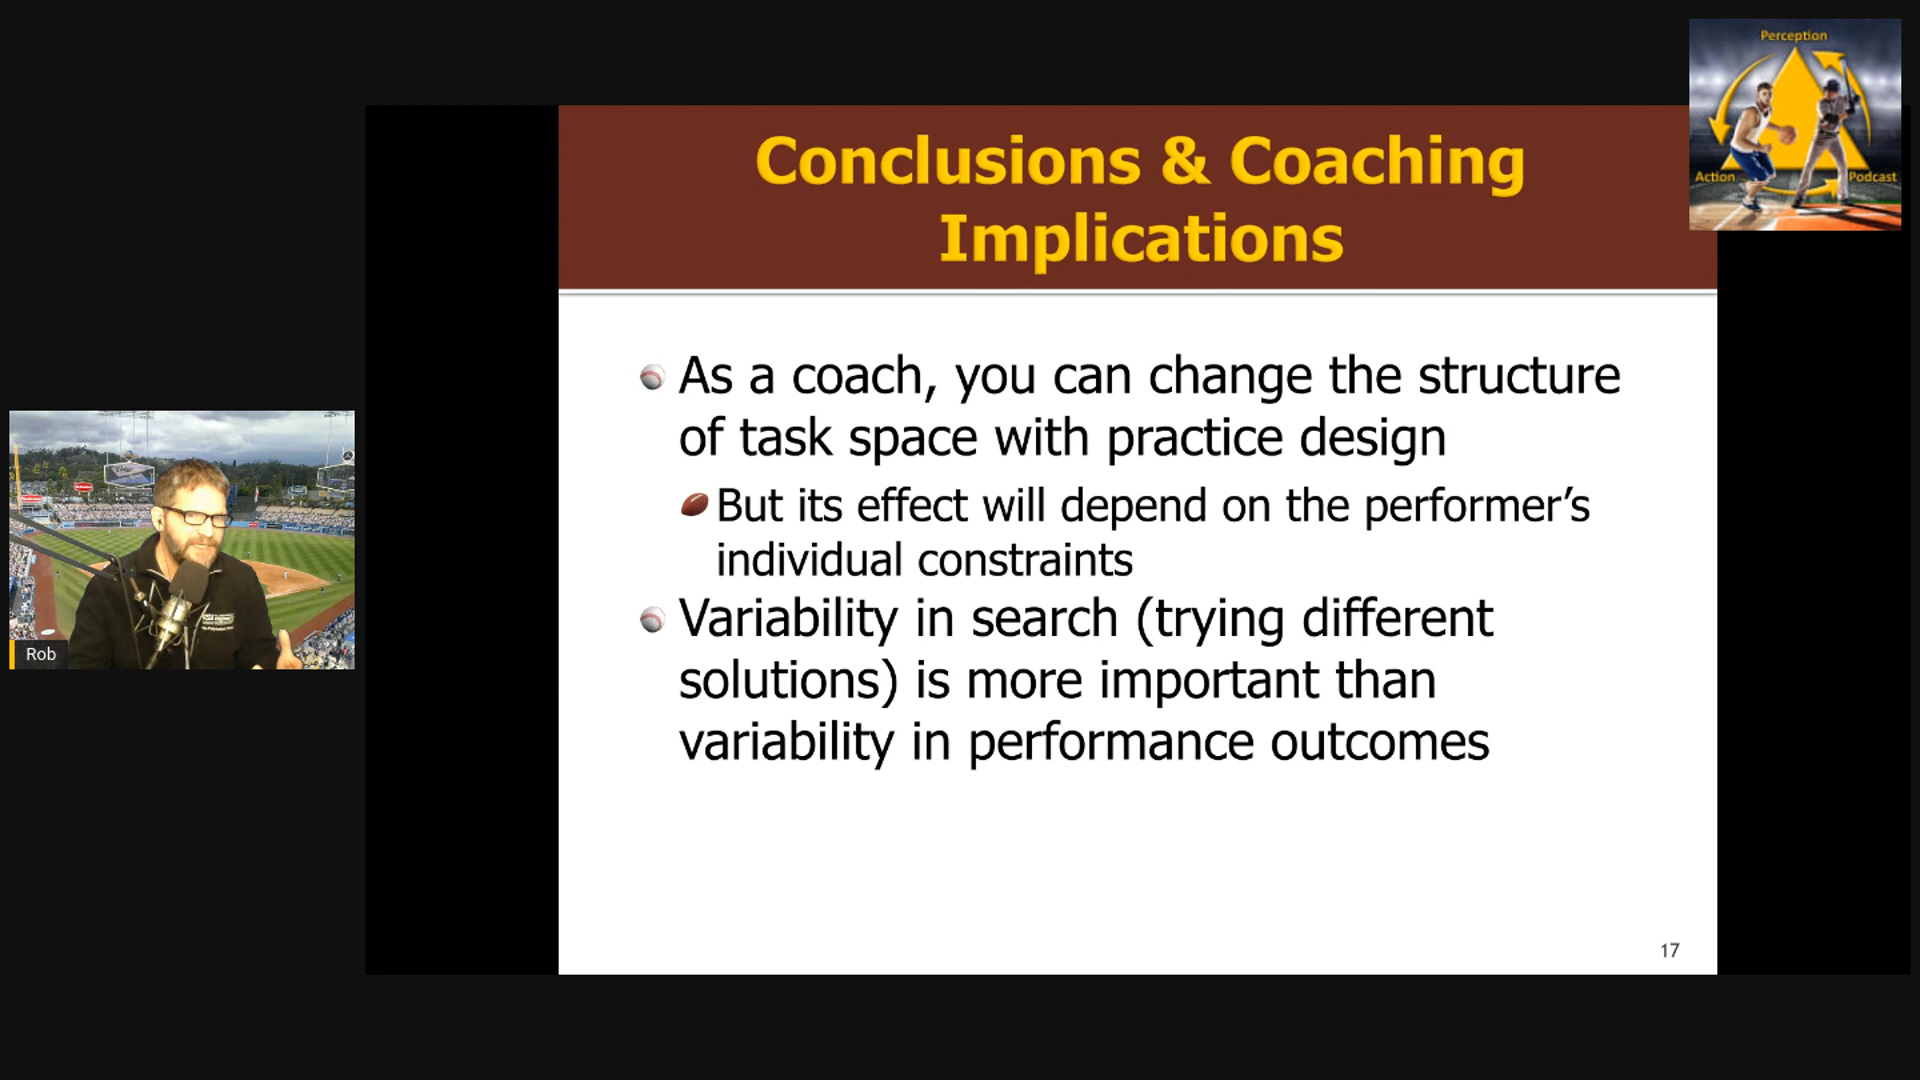 Perception
Action
Podcast
Conclusions & Coaching
Implications
As a coach, you can change the structure
of task space with practice design
But its effect will depend on the performer’s
individual constraints
Variability in search (trying different
solutions) is more important than
variability in performance outcomes
17
Rob